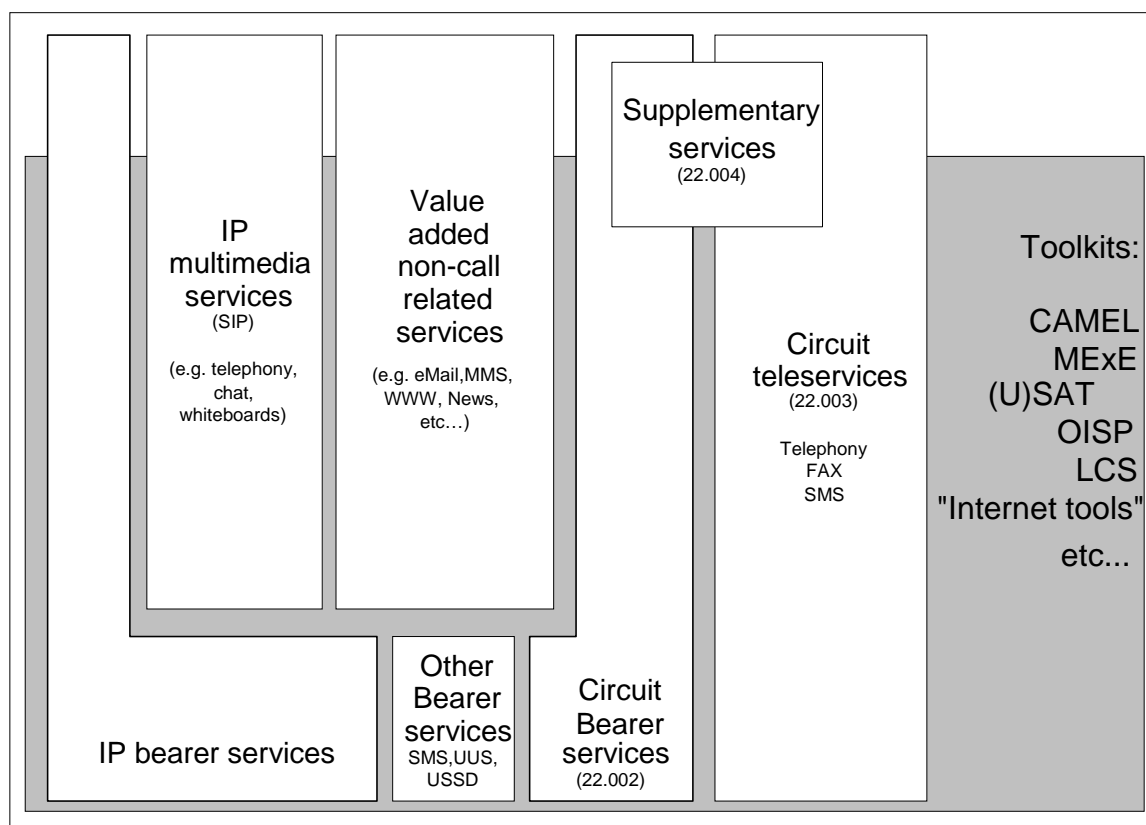 Supplementary
services
(22.004)
IP
multimedia
services
(SIP)
(e.g. telephony,
chat,
whiteboards)
Value
added
non-call
related
services
(e.g. eMail,MMS,
WWW, News,
etc…)
Circuit
teleservices
(22.003)
Telephony
FAX
SMS
Toolkits:
CAMEL
MExE
(U)SAT
OISP
LCS
"Internet tools"
etc...
IP bearer services
Other
Bearer
services
SMS,UUS,
USSD
Circuit
Bearer
services
(22.002)